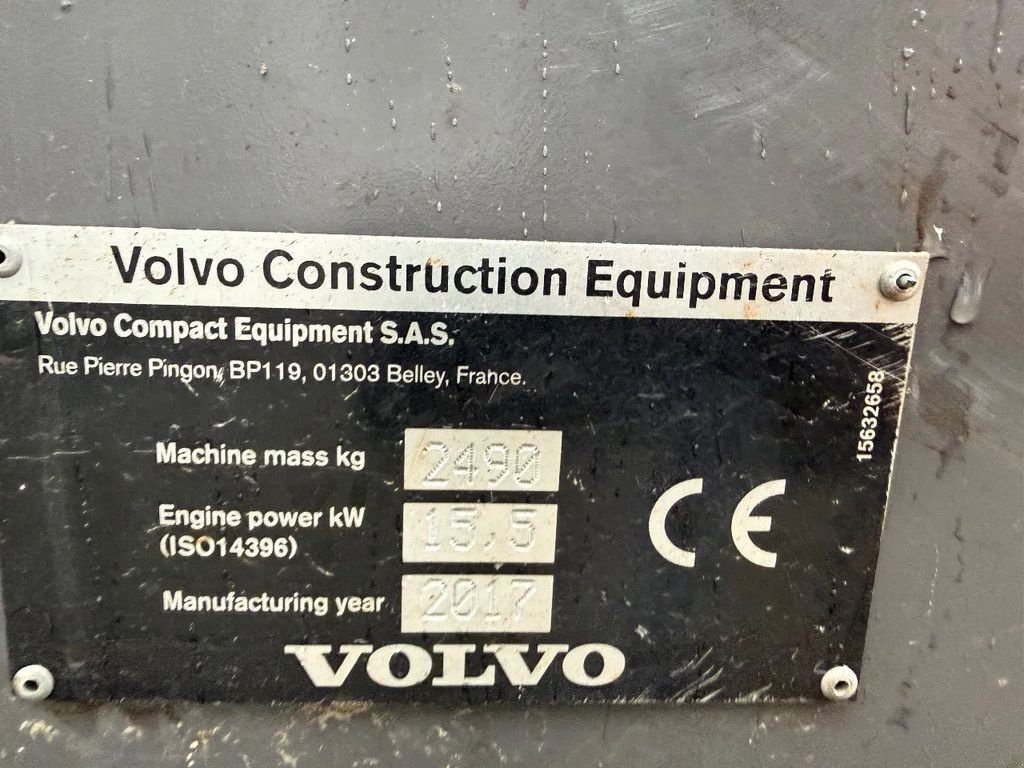 Volvo Construction Equipment
Volvo Compact Equipment S.A.S.
Rue Pierre Pingon, BP119, 01303 Belley, France.
Machine mass kg 2490
Engine power kW 15,5
(ISO14396)
Manufacturing year 2017
CE
15632658
VOLVO